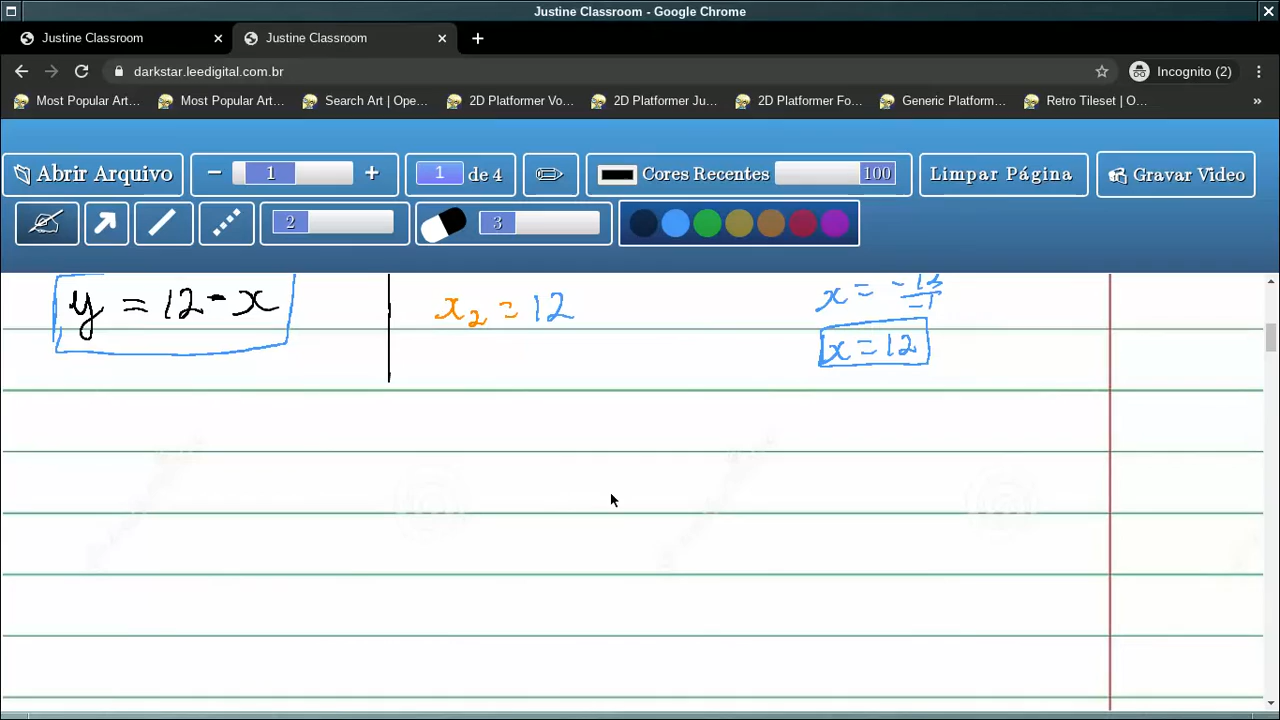 Justine Classroom - Google Chrome
Justine Classroom
Justine Classroom
darkstar.leedigital.com.br
Incognito (2)
Most Popular Art...
Most Popular Art...
Search Art | Ope...
2D Platformer Vo...
2D Platformer Ju...
2D Platformer Fo...
Generic Platform...
Retro Tileset | O...
»
Abrir Arquivo
− 1 +
1 de 4
Cores Recentes 100
Limpar Página
Gravar Video
2
3
y = 12 - x
x₂ = 12
x = -12/-1
x = 12